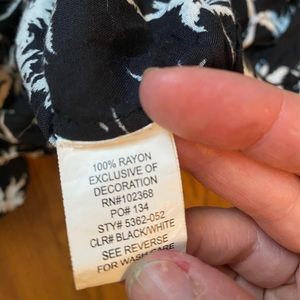 100% RAYON
EXCLUSIVE OF
DECORATION
RN#102368
PO# 134
STY# 5362-052
CLR# BLACK/WHITE
SEE REVERSE
FOR WASH CARE